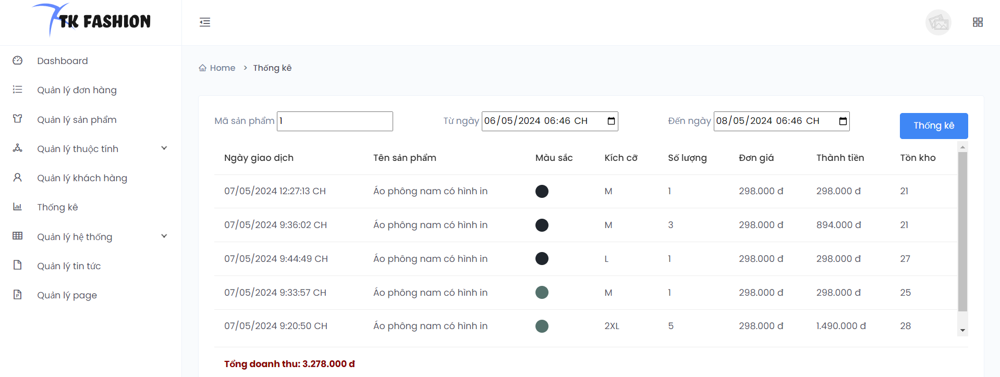 TK FASHION
Dashboard
Quản lý đơn hàng
Quản lý sản phẩm
Quản lý thuộc tính
Quản lý khách hàng
Thống kê
Quản lý hệ thống
Quản lý tin tức
Quản lý page
Home > Thống kê
Mã sản phẩm 1 Từ ngày 06/05/2024 06:46 CH Đến ngày 08/05/2024 06:46 CH Thống kê
Ngày giao dịch Tên sản phẩm Màu sắc Kích cỡ Số lượng Đơn giá Thành tiền Tồn kho
07/05/2024 12:27:13 CH Áo phông nam có hình in M 1 298.000 đ 298.000 đ 21
07/05/2024 9:36:02 CH Áo phông nam có hình in M 3 298.000 đ 894.000 đ 21
07/05/2024 9:44:49 CH Áo phông nam có hình in L 1 298.000 đ 298.000 đ 27
07/05/2024 9:33:57 CH Áo phông nam có hình in M 1 298.000 đ 298.000 đ 25
07/05/2024 9:20:50 CH Áo phông nam có hình in 2XL 5 298.000 đ 1.490.000 đ 28
Tổng doanh thu: 3.278.000 đ